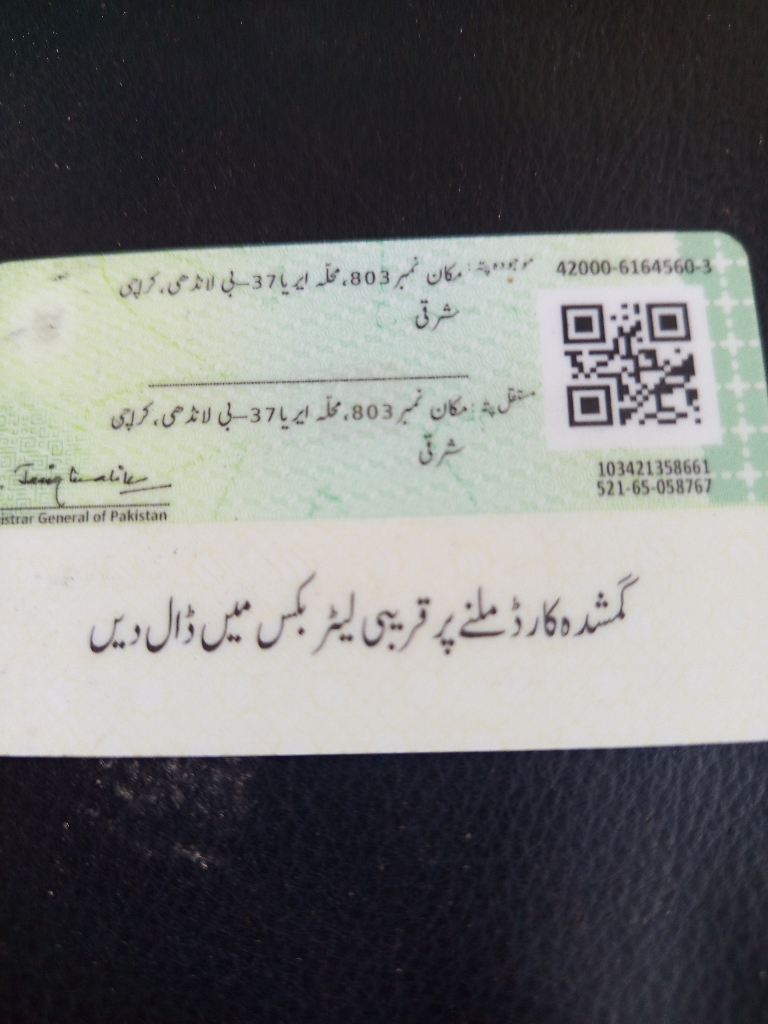 42000-6164560-3
موجودہ پتہ: مکان نمبر 803، محلہ ایریا 37-بی لانڈھی، کراچی
شرقی
مستقل پتہ: مکان نمبر 803، محلہ ایریا 37-بی لانڈھی، کراچی
شرقی
103421358661
521-65-058767
istrar General of Pakistan
گمشدہ کارڈ ملنے پر قریبی لیٹر بکس میں ڈال دیں